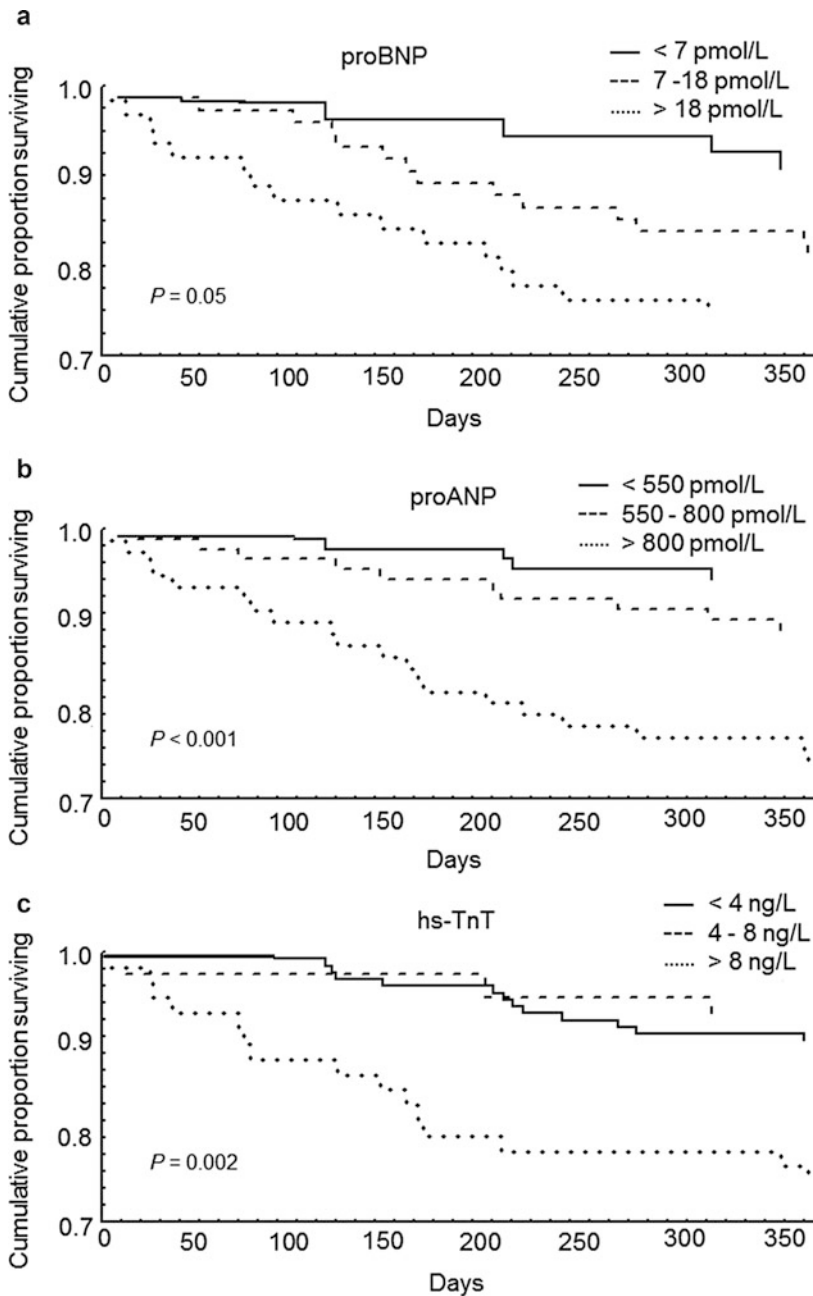 a
proBNP
< 7 pmol/L
7 -18 pmol/L
> 18 pmol/L
Cumulative proportion surviving
1.0
0.9
0.8
0.7
P = 0.05
0 50 100 150 200 250 300 350
Days
b
proANP
< 550 pmol/L
550 - 800 pmol/L
> 800 pmol/L
Cumulative proportion surviving
1.0
0.9
0.8
0.7
P < 0.001
0 50 100 150 200 250 300 350
Days
c
hs-TnT
< 4 ng/L
4 - 8 ng/L
> 8 ng/L
Cumulative proportion surviving
1.0
0.9
0.8
0.7
P = 0.002
0 50 100 150 200 250 300 350
Days